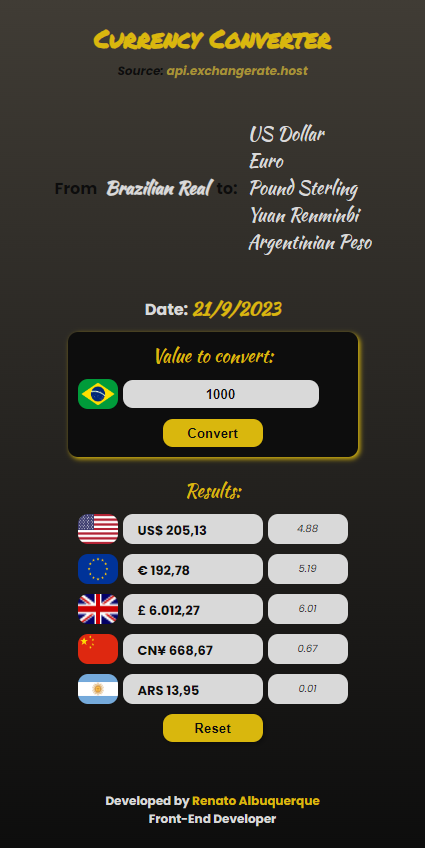 Currency Converter
Source: api.exchangerate.host
US Dollar
Euro
From Brazilian Real to: Pound Sterling
Yuan Renminbi
Argentinian Peso
Date: 21/9/2023
Value to convert:
1000
Convert
Results:
US$ 205,13 4.88
€ 192,78 5.19
£ 6.012,27 6.01
CN¥ 668,67 0.67
ARS 13,95 0.01
Reset
Developed by Renato Albuquerque
Front-End Developer